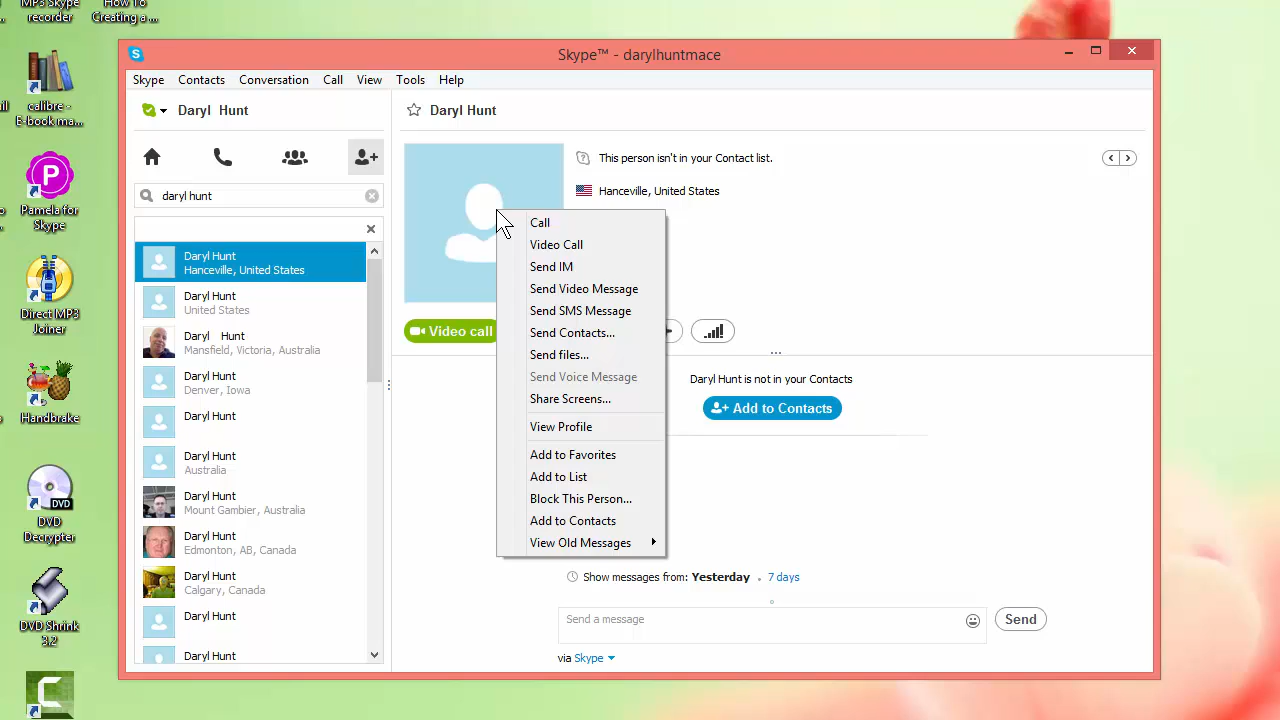 MP3 Skype
recorder
How To
Creating a ...
calibre -
E-book ma...
Pamela for
Skype
Direct MP3
Joiner
Handbrake
DVD
DVD
Decrypter
DVD Shrink
3.2
Skype™ - darylhuntmace
Skype Contacts Conversation Call View Tools Help
Daryl Hunt
daryl hunt
Daryl Hunt
Hanceville, United States
Daryl Hunt
United States
Daryl Hunt
Mansfield, Victoria, Australia
Daryl Hunt
Denver, Iowa
Daryl Hunt
Daryl Hunt
Australia
Daryl Hunt
Mount Gambier, Australia
Daryl Hunt
Edmonton, AB, Canada
Daryl Hunt
Calgary, Canada
Daryl Hunt
Daryl Hunt
Daryl Hunt
This person isn't in your Contact list.
Hanceville, United States
Video call
Call
Video Call
Send IM
Send Video Message
Send SMS Message
Send Contacts...
Send files...
Send Voice Message
Share Screens...
View Profile
Add to Favorites
Add to List
Block This Person...
Add to Contacts
View Old Messages
Daryl Hunt is not in your Contacts
Add to Contacts
Show messages from: Yesterday . 7 days
Send a message
Send
via Skype